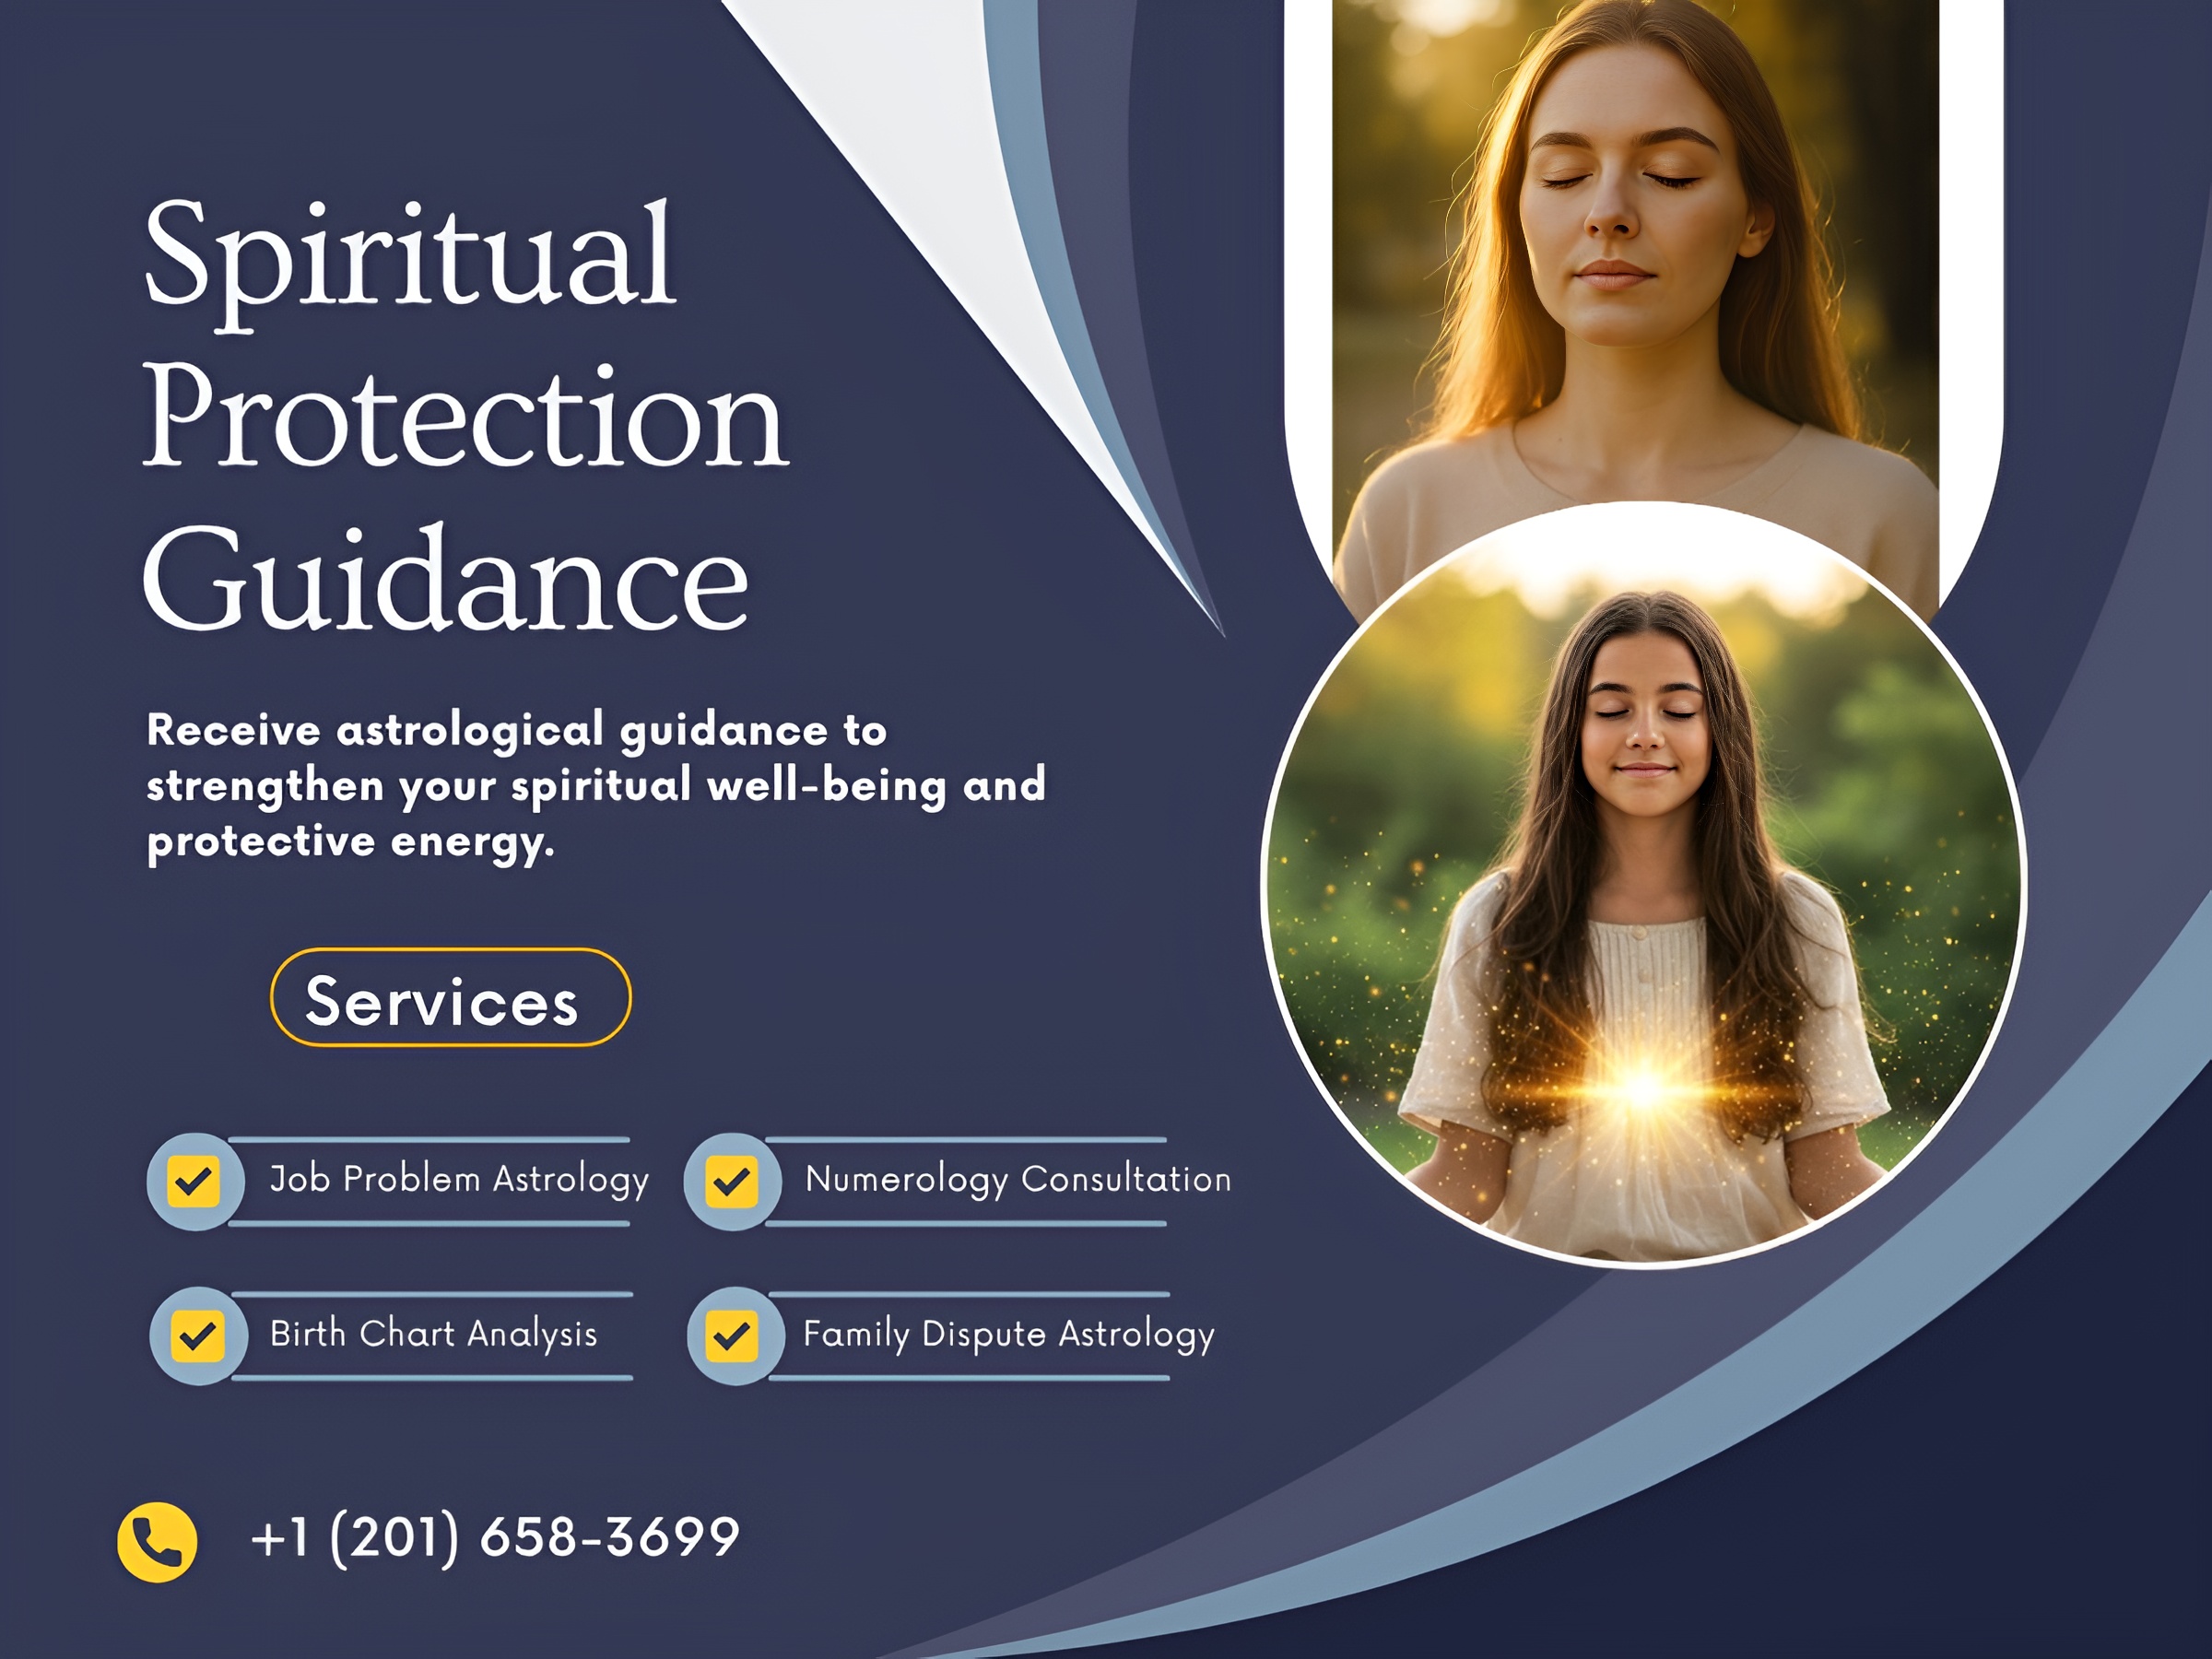 Spiritual
Protection
Guidance
Receive astrological guidance to
strengthen your spiritual well-being and
protective energy.
Services
Job Problem Astrology
Numerology Consultation
Birth Chart Analysis
Family Dispute Astrology
+1 (201) 658-3699